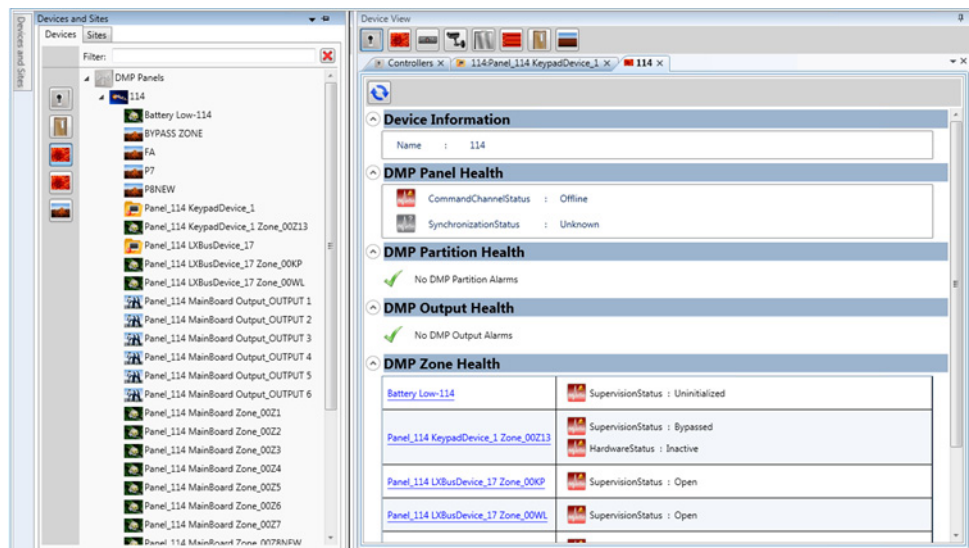 Devices and Sites
Devices and Sites
Devices Sites
Filter:
DMP Panels
114
Battery Low-114
BYPASS ZONE
FA
P7
P8NEW
Panel_114 KeypadDevice_1
Panel_114 KeypadDevice_1 Zone_00Z13
Panel_114 LXBusDevice_17
Panel_114 LXBusDevice_17 Zone_00KP
Panel_114 LXBusDevice_17 Zone_00WL
Panel_114 MainBoard Output_OUTPUT 1
Panel_114 MainBoard Output_OUTPUT 2
Panel_114 MainBoard Output_OUTPUT 3
Panel_114 MainBoard Output_OUTPUT 4
Panel_114 MainBoard Output_OUTPUT 5
Panel_114 MainBoard Output_OUTPUT 6
Panel_114 MainBoard Zone_00Z1
Panel_114 MainBoard Zone_00Z2
Panel_114 MainBoard Zone_00Z3
Panel_114 MainBoard Zone_00Z4
Panel_114 MainBoard Zone_00Z5
Panel_114 MainBoard Zone_00Z6
Panel_114 MainBoard Zone_00Z7
Panel_114 MainBoard Zone_00Z8NEW
Device View
Controllers 114:Panel_114 KeypadDevice_1 114
Device Information
Name : 114
DMP Panel Health
CommandChannelStatus : Offline
SynchronizationStatus : Unknown
DMP Partition Health
No DMP Partition Alarms
DMP Output Health
No DMP Output Alarms
DMP Zone Health
Battery Low-114 SupervisionStatus : Uninitialized
Panel_114 KeypadDevice_1 Zone_00Z13 SupervisionStatus : Bypassed
HardwareStatus : Inactive
Panel_114 LXBusDevice_17 Zone_00KP SupervisionStatus : Open
Panel_114 LXBusDevice_17 Zone_00WL SupervisionStatus : Open